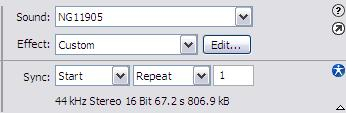 Sound: NG11905
Effect: Custom Edit...
Sync: Start Repeat 1
44 kHz Stereo 16 Bit 67.2 s 806.9 kB